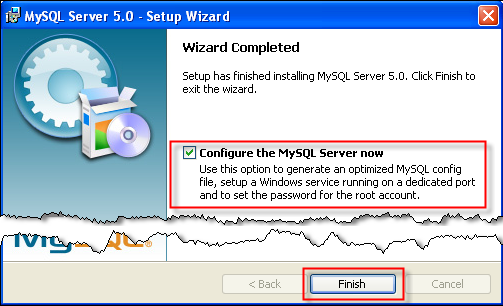 MySQL Server 5.0 - Setup Wizard
Wizard Completed
Setup has finished installing MySQL Server 5.0. Click Finish to
exit the wizard.
Configure the MySQL Server now
Use this option to generate an optimized MySQL config
file, setup a Windows service running on a dedicated port
and to set the password for the root account.
MySQL®
< Back
Finish
Cancel